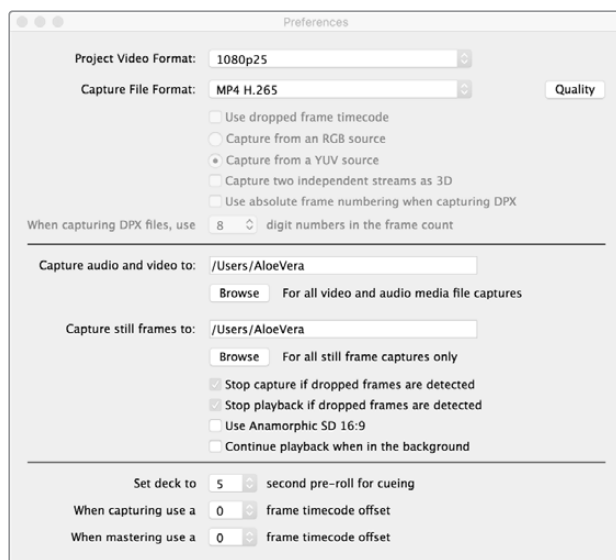 Preferences
Project Video Format: 1080p25
Capture File Format: MP4 H.265 Quality
Use dropped frame timecode
Capture from an RGB source
Capture from a YUV source
Capture two independent streams as 3D
Use absolute frame numbering when capturing DPX
When capturing DPX files, use 8 digit numbers in the frame count
Capture audio and video to: /Users/AloeVera
Browse For all video and audio media file captures
Capture still frames to: /Users/AloeVera
Browse For all still frame captures only
Stop capture if dropped frames are detected
Stop playback if dropped frames are detected
Use Anamorphic SD 16:9
Continue playback when in the background
Set deck to 5 second pre-roll for cueing
When capturing use a 0 frame timecode offset
When mastering use a 0 frame timecode offset